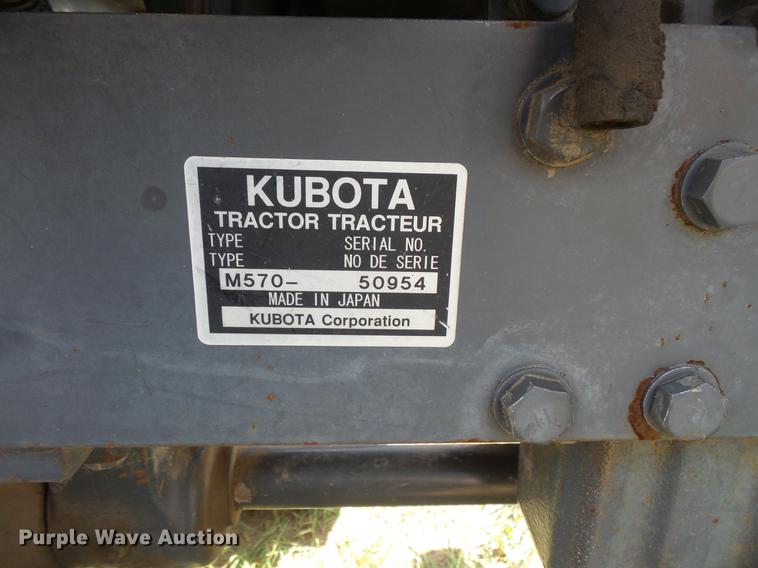 KUBOTA
TRACTOR TRACTEUR
TYPE SERIAL NO.
TYPE NO DE SERIE
M570- 50954
MADE IN JAPAN
KUBOTA Corporation
Purple Wave Auction